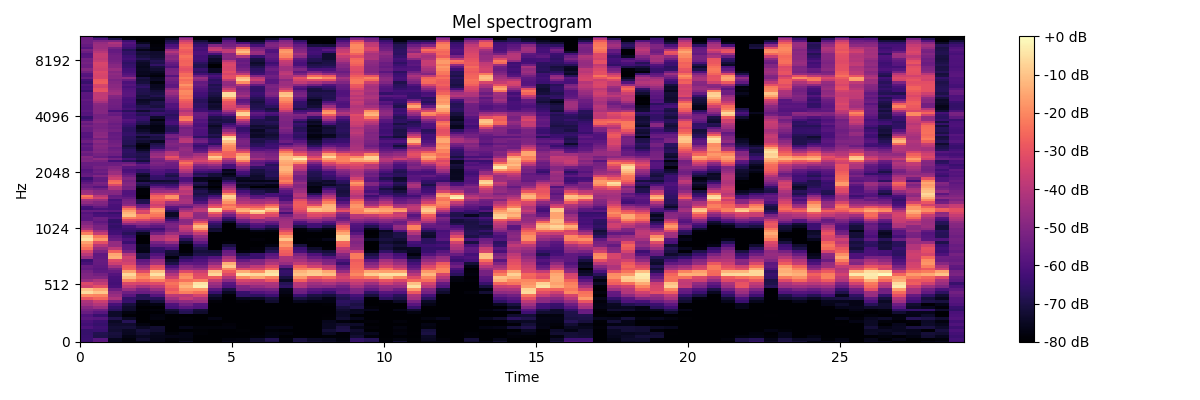 Mel spectrogram
+0 dB
-10 dB
-20 dB
-30 dB
-40 dB
-50 dB
-60 dB
-70 dB
-80 dB
8192
4096
2048
1024
512
0
Hz
0 5 10 15 20 25
Time